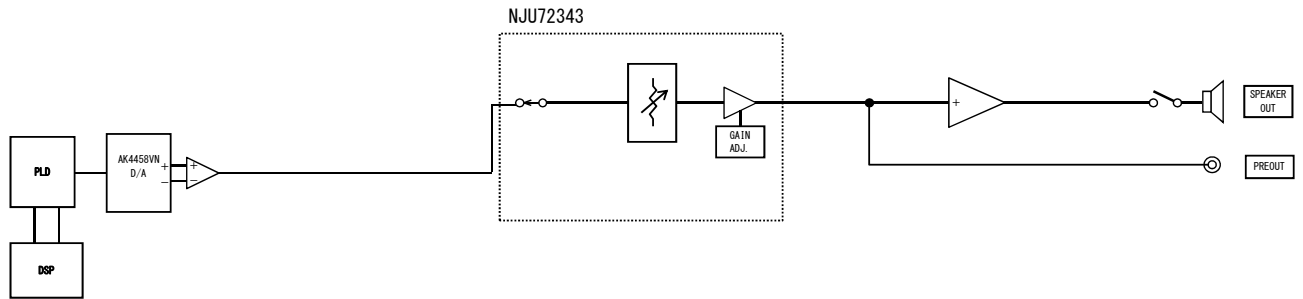 NJU72343
SPEAKER
OUT
GAIN
ADJ.
PREOUT
AK4458VN
D/A
PLD
DSP
+
-
+
-
+